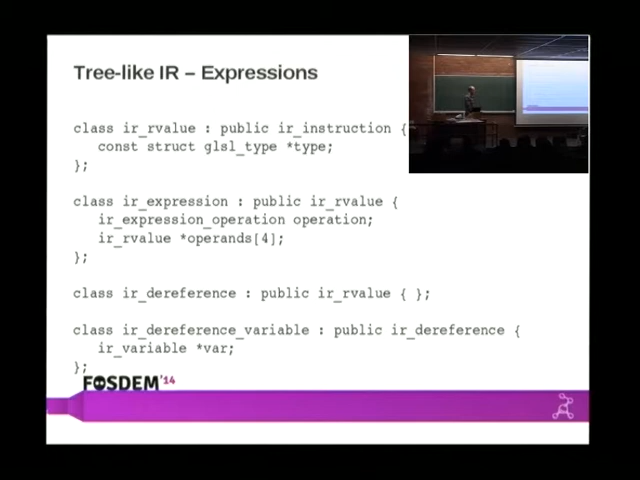 Tree-like IR – Expressions
class ir_rvalue : public ir_instruction {
const struct glsl_type *type;
};
class ir_expression : public ir_rvalue {
ir_expression_operation operation;
ir_rvalue *operands[4];
};
class ir_dereference : public ir_rvalue { };
class ir_dereference_variable : public ir_dereference {
ir_variable *var;
};
FOSDEM'14